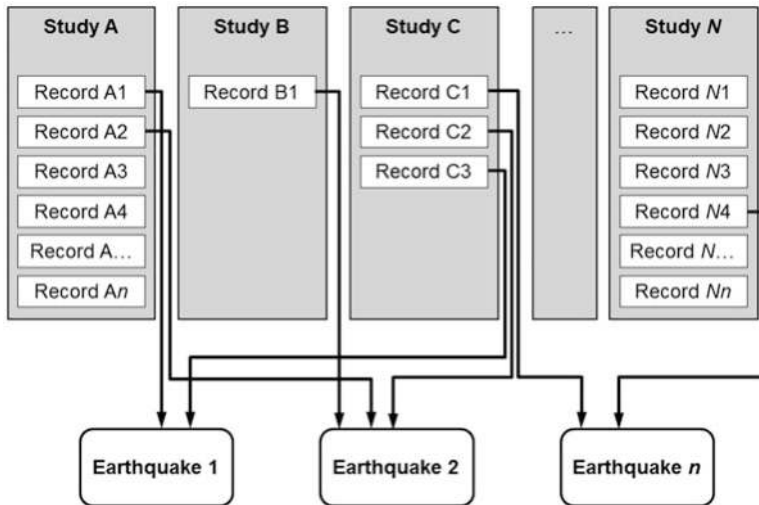 Study A
Study B
Study C
...
Study N
Record A1
Record A2
Record A3
Record A4
Record A...
Record An
Record B1
Record C1
Record C2
Record C3
Record N1
Record N2
Record N3
Record N4
Record N...
Record Nn
Earthquake 1
Earthquake 2
Earthquake n